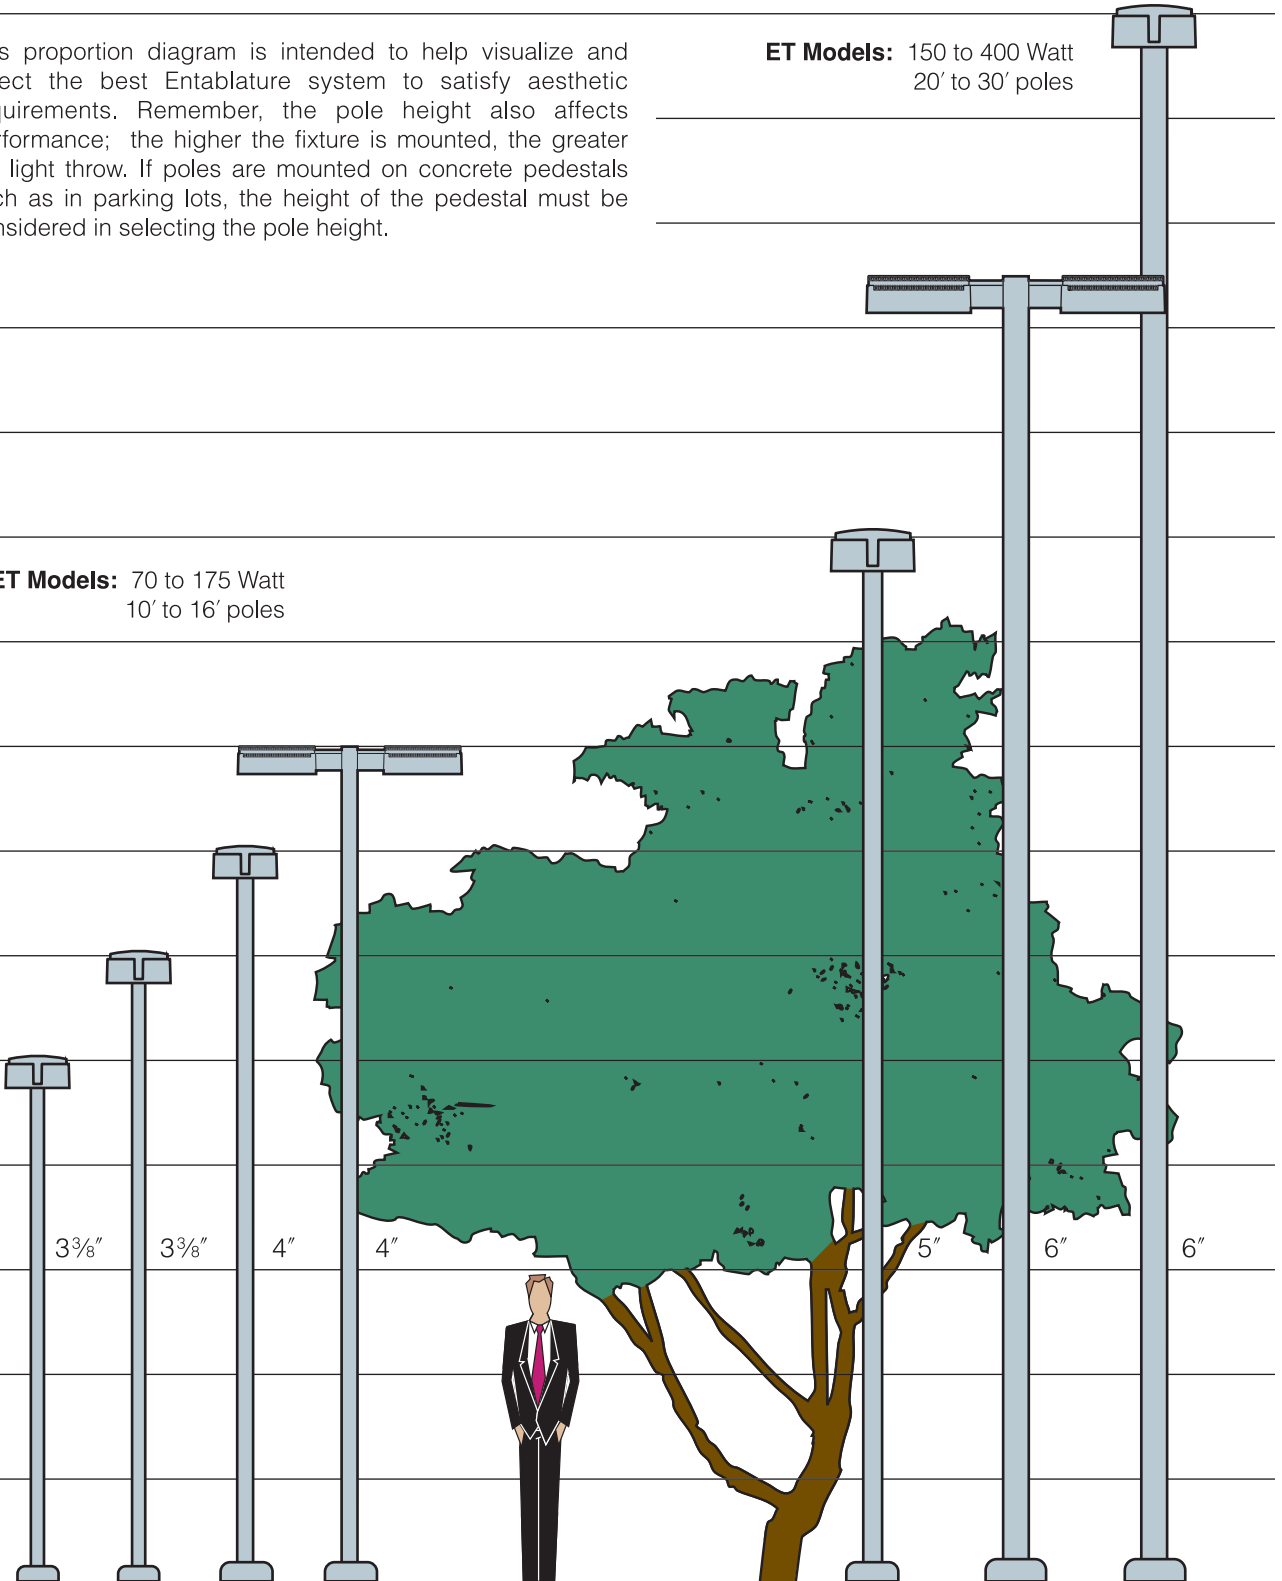 s proportion diagram is intended to help visualize and
ect the best Entablature system to satisfy aesthetic
quirements. Remember, the pole height also affects
rformance; the higher the fixture is mounted, the greater
light throw. If poles are mounted on concrete pedestals
ch as in parking lots, the height of the pedestal must be
nsidered in selecting the pole height.
ET Models: 150 to 400 Watt
20′ to 30′ poles
ET Models: 70 to 175 Watt
10′ to 16′ poles
3⅜″ 3⅜″ 4″ 4″ 5″ 6″ 6″